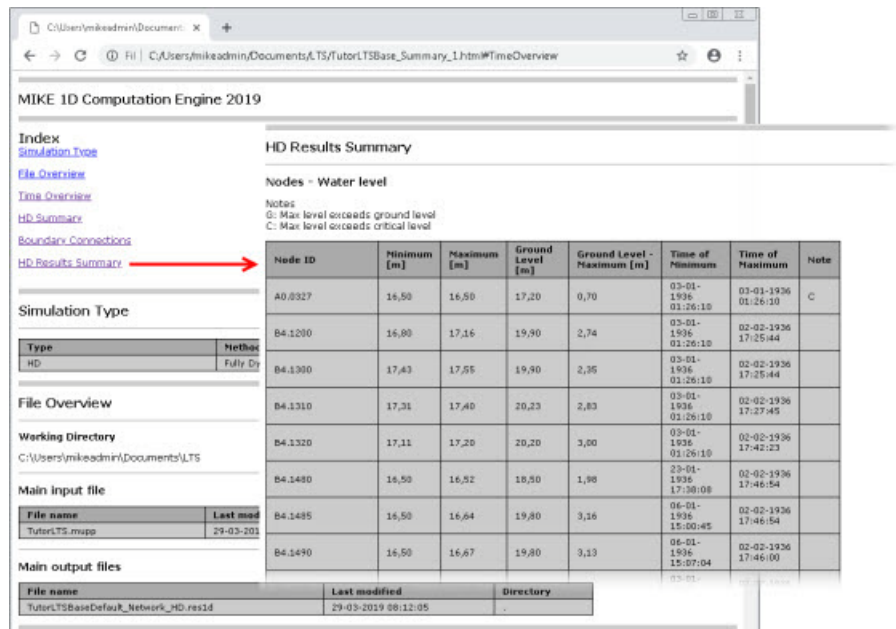 C:\Users\mikeadmin\Document:
C:/Users/mikeadmin/Documents/LTS/TutorLTSBase_Summary_1.htm#TimeOverview
MIKE 1D Computation Engine 2019
Index
Simulation Type
File Overview
Time Overview
HD Summary
Boundary Connections
HD Results Summary
Simulation Type
Type Method
HD Fully Dy
File Overview
Working Directory
C:\Users\mikeadmin\Documents\LTS
Main input file
File name Last mod
TutorLTS.mupp 29-03-201
Main output files
File name Last modified Directory
TutorLTSBaseDefault_Network_HD.res1d 29-03-2019 08:12:05 .
HD Results Summary
Nodes - Water level
Notes
G: Max level exceeds ground level
C: Max level exceeds critical level
Node ID Minimum [m] Maximum [m] Ground Level [m] Ground Level - Maximum [m] Time of Minimum Time of Maximum Note
A0.0327 16,50 16,50 17,20 0,70 03-01-1936 01:26:10 03-01-1936 01:26:10 C
B4.1200 16,80 17,16 19,90 2,74 03-01-1936 01:26:10 02-02-1936 17:25:44
B4.1300 17,43 17,55 19,90 2,35 03-01-1936 01:26:10 02-02-1936 17:25:44
B4.1310 17,31 17,40 20,23 2,83 03-01-1936 01:26:10 02-02-1936 17:27:45
B4.1320 17,11 17,20 20,20 3,00 03-01-1936 01:26:10 02-02-1936 17:42:23
B4.1480 16,50 16,52 18,50 1,98 23-01-1936 17:38:08 02-02-1936 17:46:54
B4.1485 16,50 16,64 19,80 3,16 06-01-1936 15:00:45 02-02-1936 17:46:54
B4.1490 16,50 16,67 19,80 3,13 06-01-1936 15:07:04 02-02-1936 17:46:00